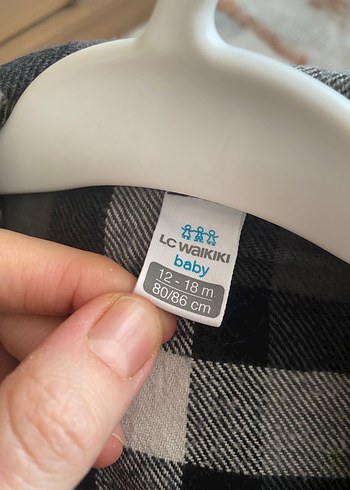 LC WAIKIKI
baby
12 - 18 m
80/86 cm